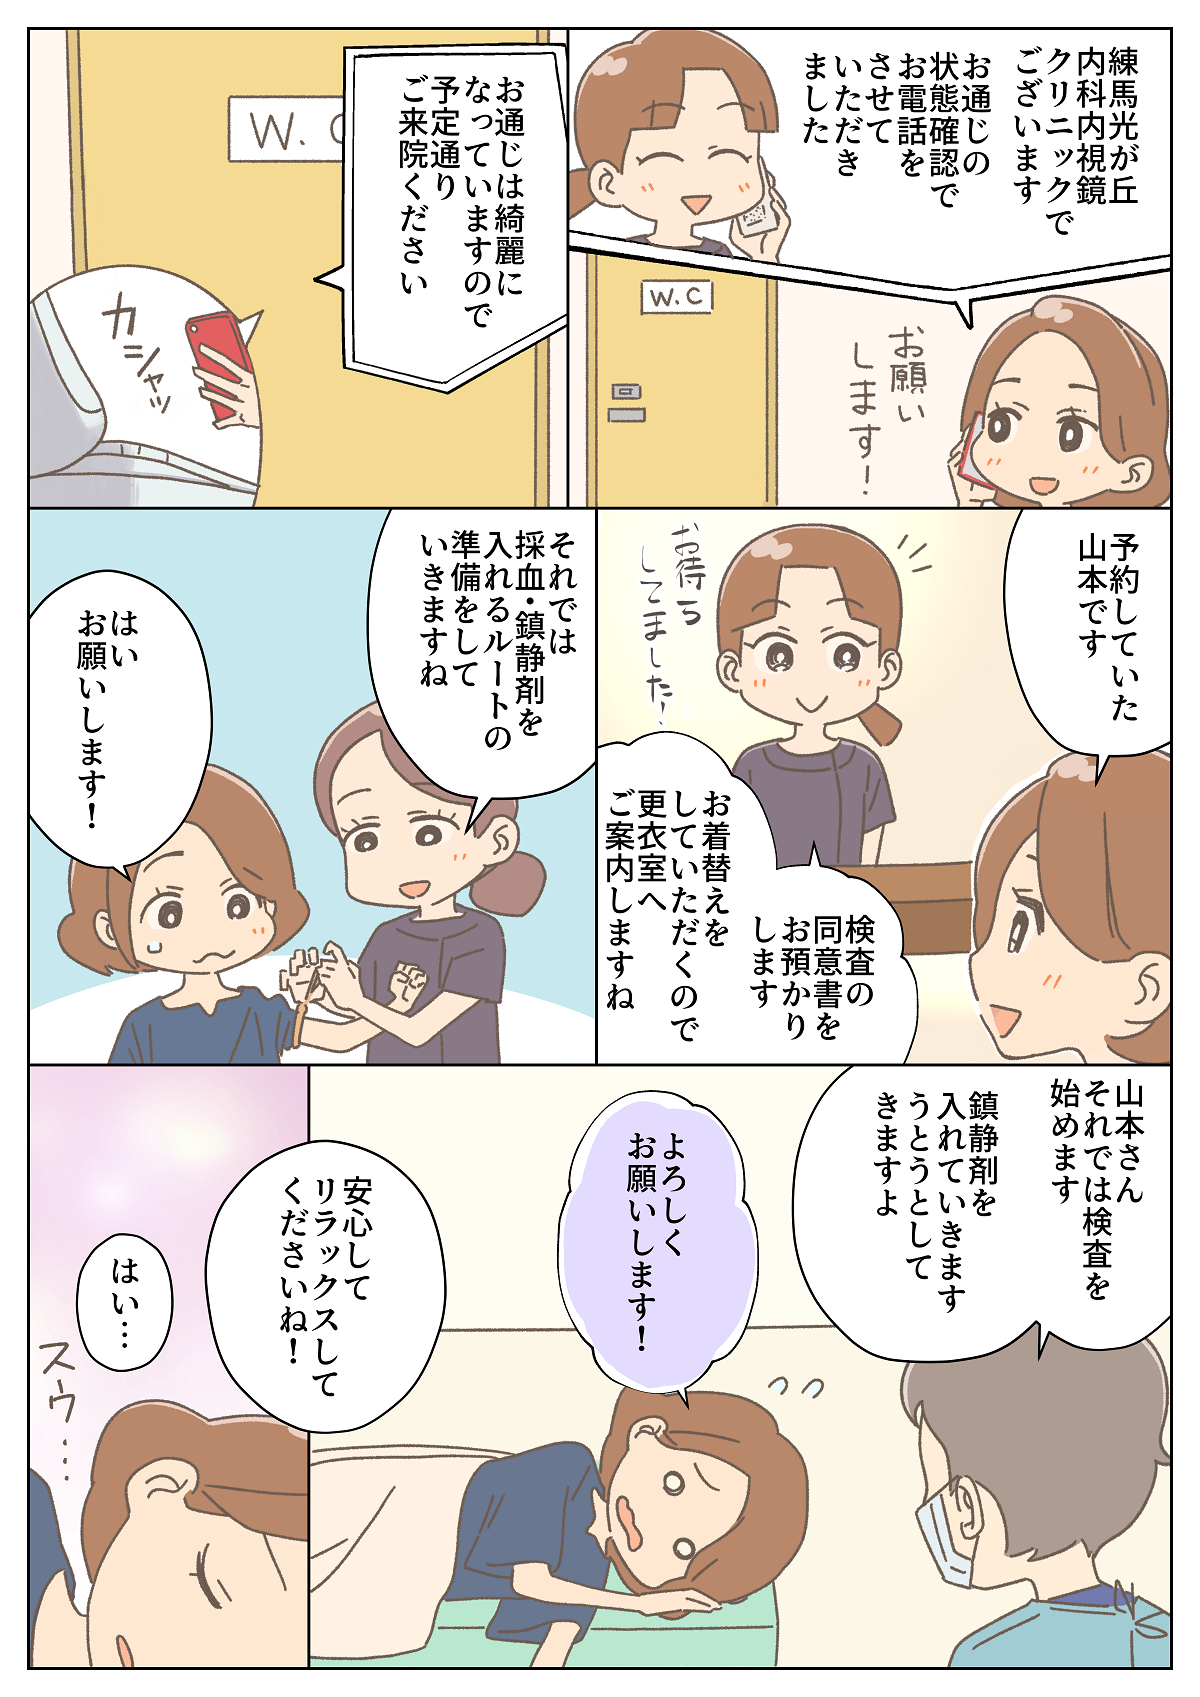 練馬光が丘
内科内視鏡
クリニックで
ございます
お通じの
状態確認で
お電話を
させて
いただき
ました
W.C
お願い
します!
お通じは綺麗に
なっていますので
予定通り
ご来院ください
W.C
カシャッ
予約していた
山本です
お待ち
してました!
検査の
同意書を
お預かり
します
お着替えを
していただくので
更衣室へ
ご案内しますね
それでは
採血・鎮静剤を
入れるルートの
準備をして
いきますね
はい
お願いします!
山本さん
それでは検査を
始めます
鎮静剤を
入れていきます
うとうとして
きますよ
よろしく
お願いします!
安心して
リラックスして
くださいね!
はい…
スウ…